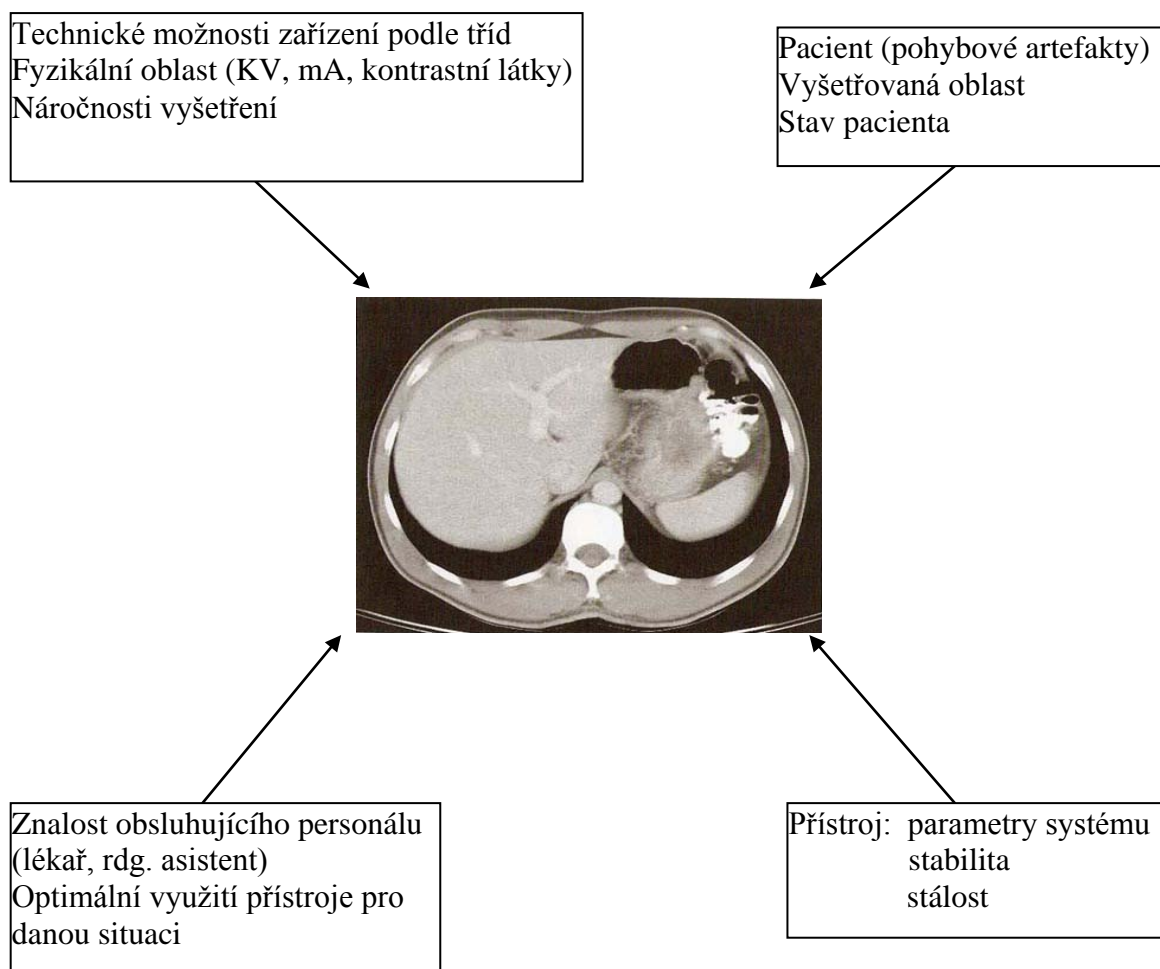 Technické možnosti zařízení podle tříd
Fyzikální oblast (KV, mA, kontrastní látky)
Náročnosti vyšetření
Pacient (pohybové artefakty)
Vyšetřovaná oblast
Stav pacienta
Znalost obsluhujícího personálu
(lékař, rdg. asistent)
Optimální využití přístroje pro
danou situaci
Přístroj:  parametry systému
stabilita
stálost